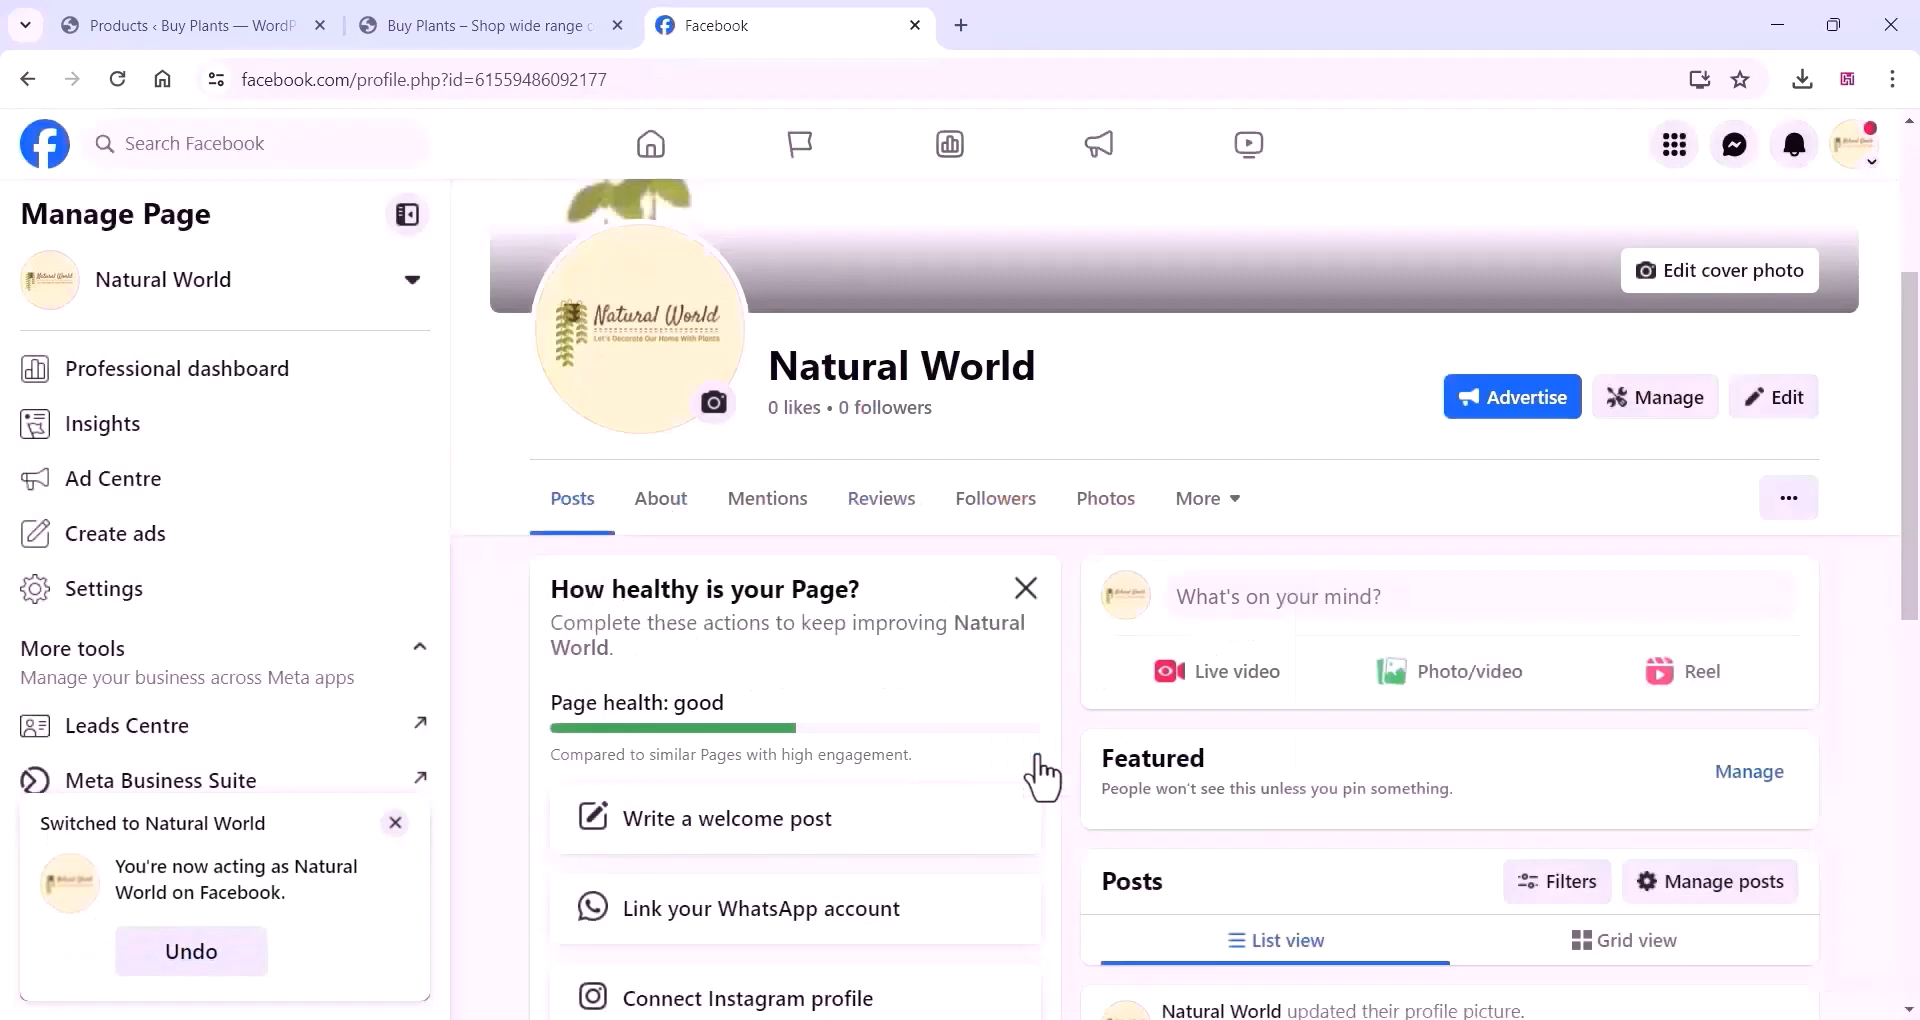 Products ‹ Buy Plants — WordP
Buy Plants – Shop wide range o
Facebook
facebook.com/profile.php?id=61559486092177
Search Facebook
Manage Page
Natural World
Professional dashboard
Insights
Ad Centre
Create ads
Settings
More tools
Manage your business across Meta apps
Leads Centre
Meta Business Suite
Switched to Natural World
You're now acting as Natural
World on Facebook.
Undo
Edit cover photo
Natural World
Let's Decorate Our Home With Plants
Natural World
0 likes • 0 followers
Advertise
Manage
Edit
Posts
About
Mentions
Reviews
Followers
Photos
More
How healthy is your Page?
Complete these actions to keep improving Natural
World.
Page health: good
Compared to similar Pages with high engagement.
Write a welcome post
Link your WhatsApp account
Connect Instagram profile
What's on your mind?
Live video
Photo/video
Reel
Featured
Manage
People won't see this unless you pin something.
Posts
Filters
Manage posts
List view
Grid view
Natural World updated their profile picture.